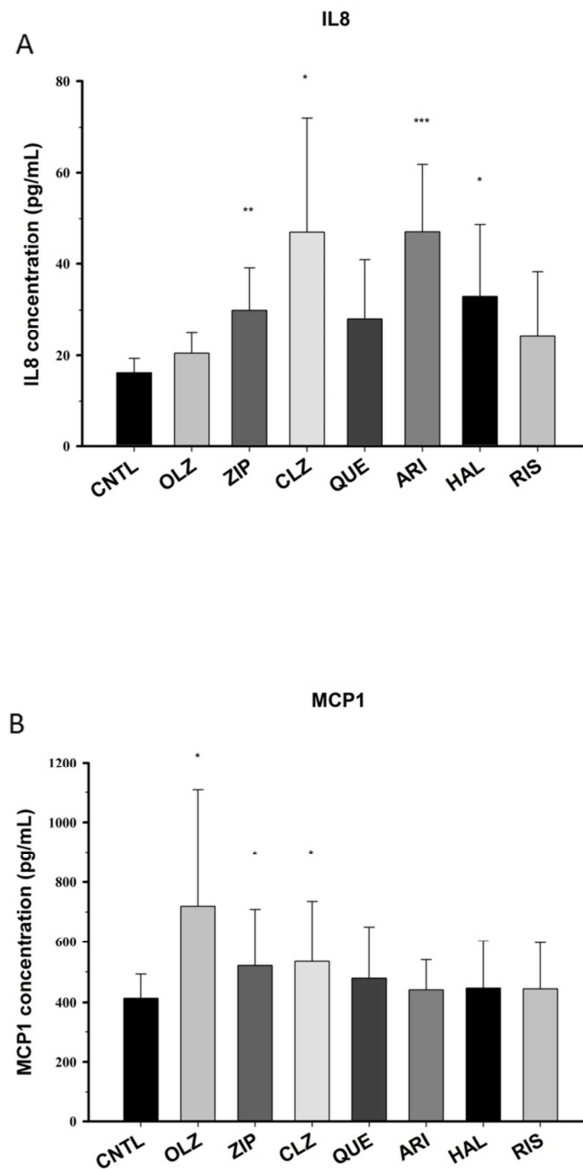 IL8
A
IL8 concentration (pg/mL)
80
60
40
20
0
*
***
*
**
CNTL OLZ ZIP CLZ QUE ARI HAL RIS
MCP1
B
MCP1 concentration (pg/mL)
1200
1000
800
600
400
200
0
*
* *
CNTL OLZ ZIP CLZ QUE ARI HAL RIS